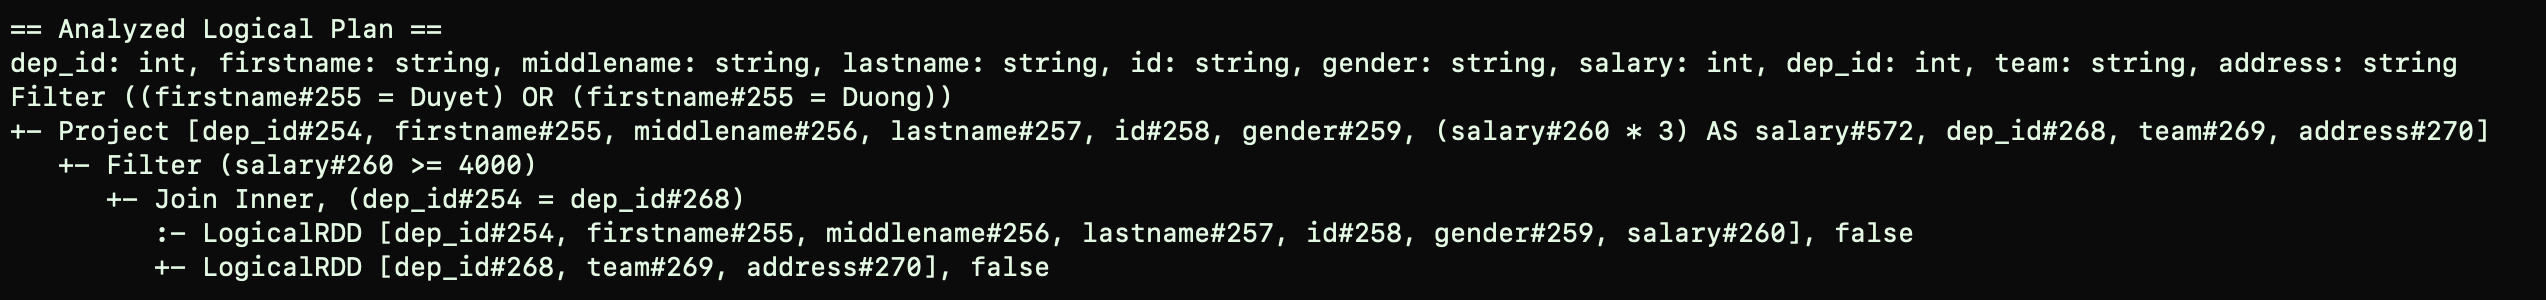 == Analyzed Logical Plan ==
dep_id: int, firstname: string, middlename: string, lastname: string, id: string, gender: string, salary: int, dep_id: int, team: string, address: string
Filter ((firstname#255 = Duyet) OR (firstname#255 = Duong))
+- Project [dep_id#254, firstname#255, middlename#256, lastname#257, id#258, gender#259, (salary#260 * 3) AS salary#572, dep_id#268, team#269, address#270]
   +- Filter (salary#260 >= 4000)
      +- Join Inner, (dep_id#254 = dep_id#268)
         :- LogicalRDD [dep_id#254, firstname#255, middlename#256, lastname#257, id#258, gender#259, salary#260], false
         +- LogicalRDD [dep_id#268, team#269, address#270], false